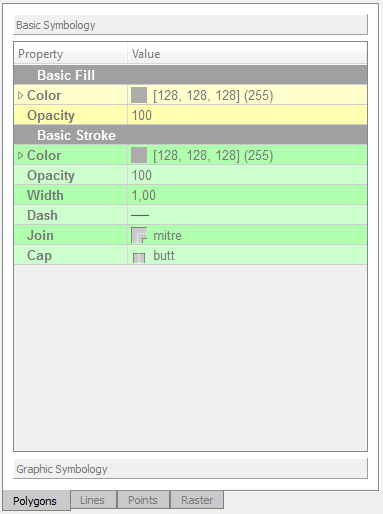 Basic Symbology
Property Value
Basic Fill
Color [128, 128, 128] (255)
Opacity 100
Basic Stroke
Color [128, 128, 128] (255)
Opacity 100
Width 1,00
Dash
Join mitre
Cap butt
Graphic Symbology
Polygons Lines Points Raster